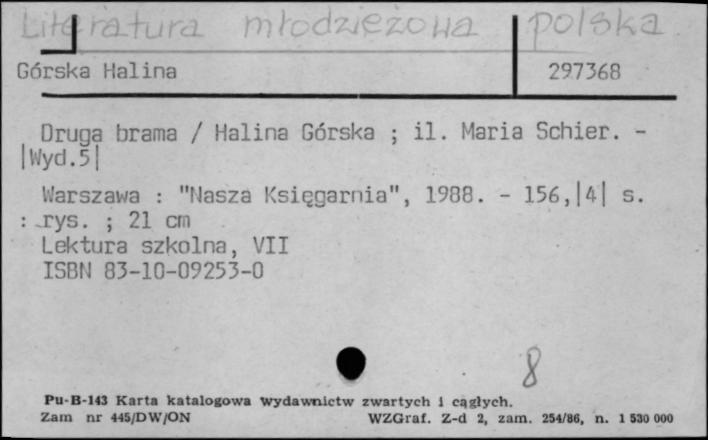 Literatura młodzieżowa polska
Górska Halina 297368
Druga brama / Halina Górska ; il. Maria Schier. -
|Wyd.5|
Warszawa : "Nasza Księgarnia", 1988. - 156,|4| s.
: rys. ; 21 cm
Lektura szkolna, VII
ISBN 83-10-09253-0
8
Pu-B-143 Karta katalogowa wydawnictw zwartych i ciągłych.
Zam nr 445/DW/ON WZGraf. Z-d 2, zam. 254/86, n. 1 530 000